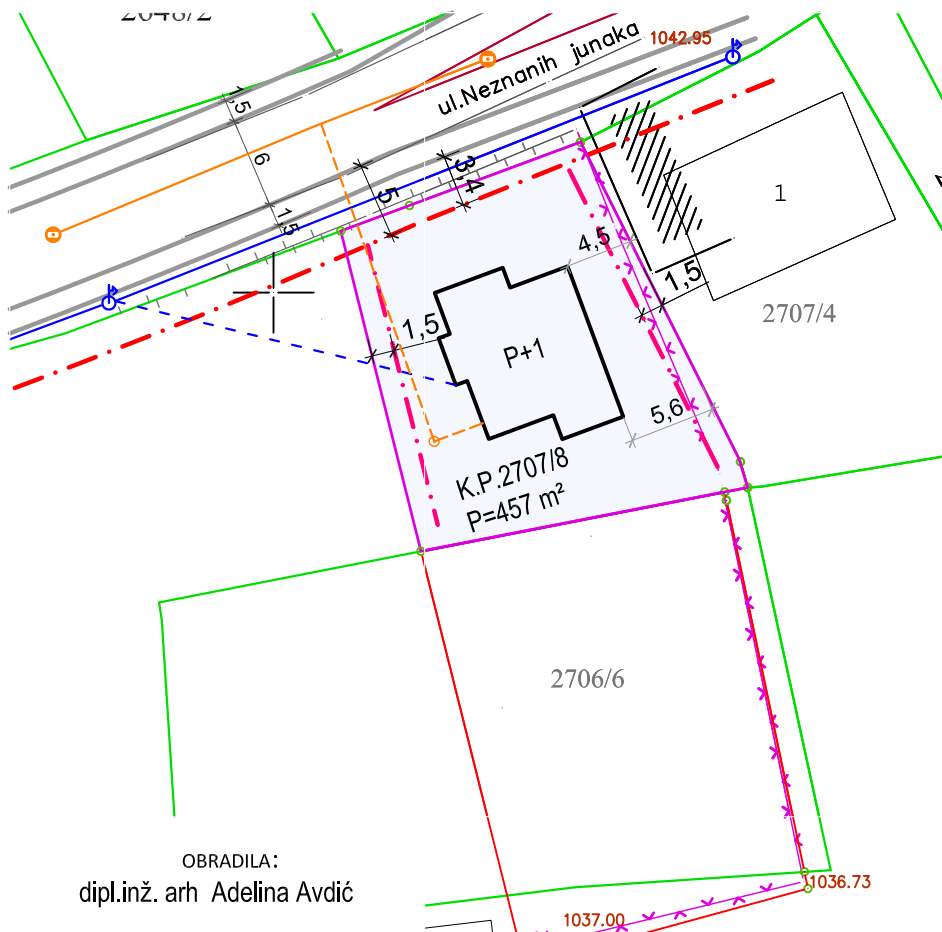 2048/2
ul.Neznanih junaka
1042.95
1,5
6
1,5
5
3,4
1
4,5
1,5
2707/4
1,5
P+1
5,6
K.P.2707/8
P=457 m²
2706/6
OBRADILA:
dipl.inž. arh Adelina Avdić
1036.73
1037.00